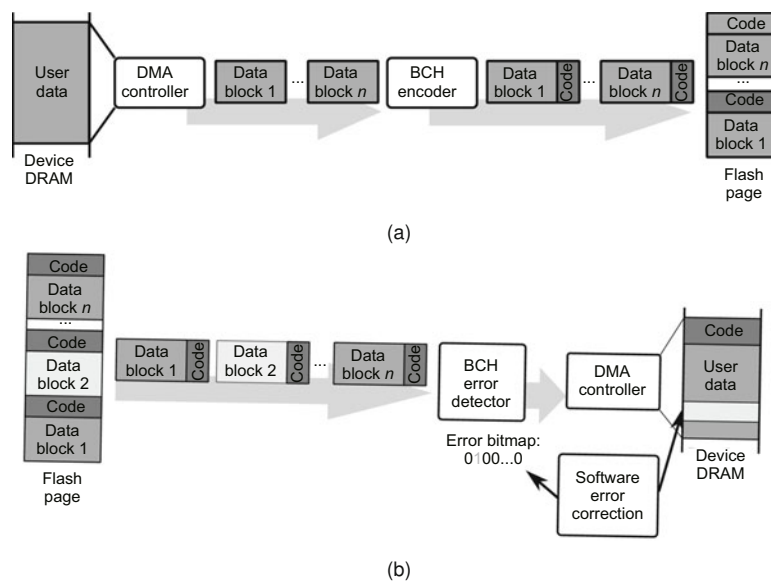 User
data
Device
DRAM
DMA
controller
Data
block 1
...
Data
block n
BCH
encoder
Data
block 1
Code
...
Data
block n
Code
Code
Data
block n
...
Code
Data
block 1
Flash
page
(a)
Code
Data
block n
...
Code
Data
block 2
Code
Data
block 1
Flash
page
Data
block 1
Code
Data
block 2
Code
...
Data
block n
Code
BCH
error
detector
Error bitmap:
0100...0
DMA
controller
Software
error
correction
Code
User
data
Device
DRAM
(b)